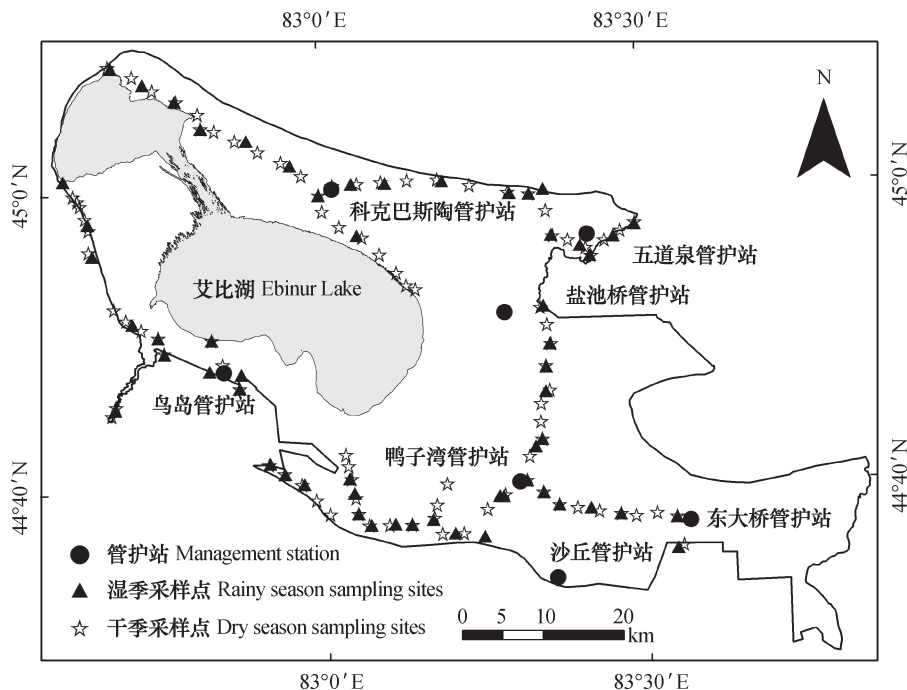 83°0′E 83°30′E
N
45°0′N 45°0′N
科克巴斯陶管护站
五道泉管护站
艾比湖 Ebinur Lake
盐池桥管护站
鸟岛管护站
鸭子湾管护站
44°40′N 44°40′N
东大桥管护站
管护站 Management station
沙丘管护站
湿季采样点 Rainy season sampling sites
0 5 10 20
干季采样点 Dry season sampling sites
km
83°0′E 83°30′E